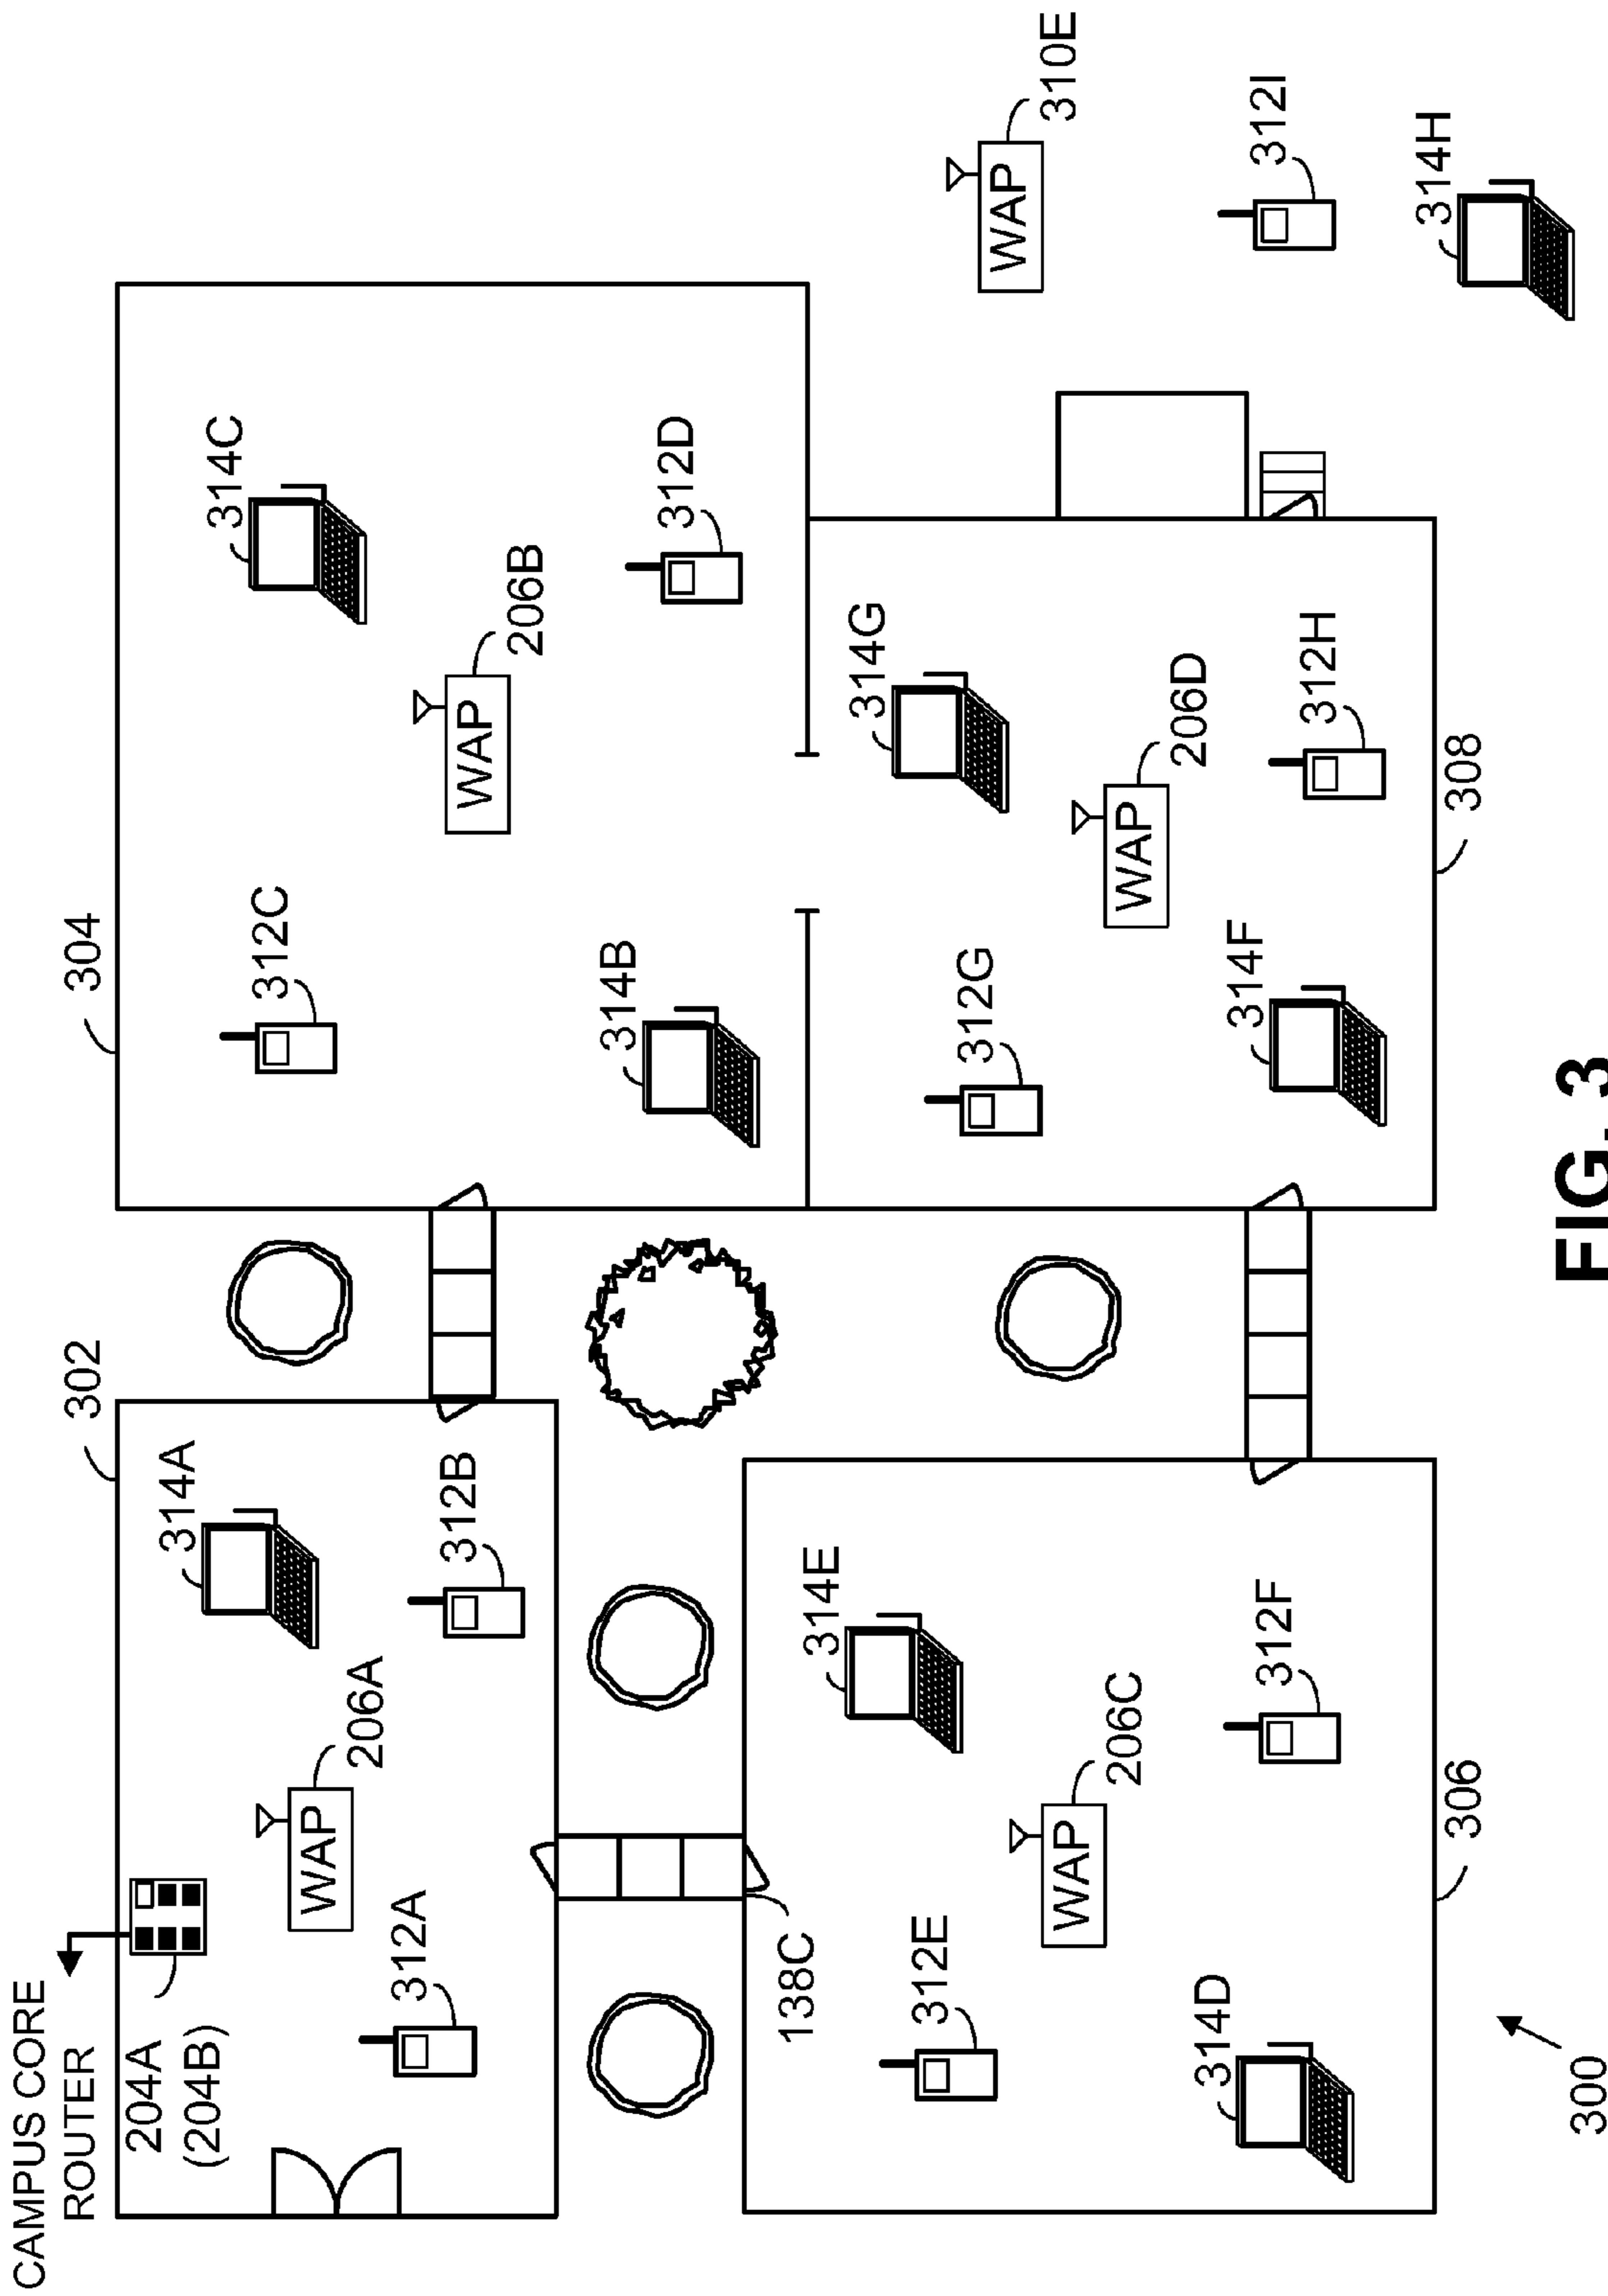 CAMPUS CORE
ROUTER
204A
(204B)
302
304
314A
312C
314C
WAP
206A
312A
312B
WAP
206B
314B
312D
138C
312E
314E
312G
314G
WAP
310E
WAP
206C
WAP
206D
314D
312F
314F
312H
312I
314H
306
308
300
FIG. 3